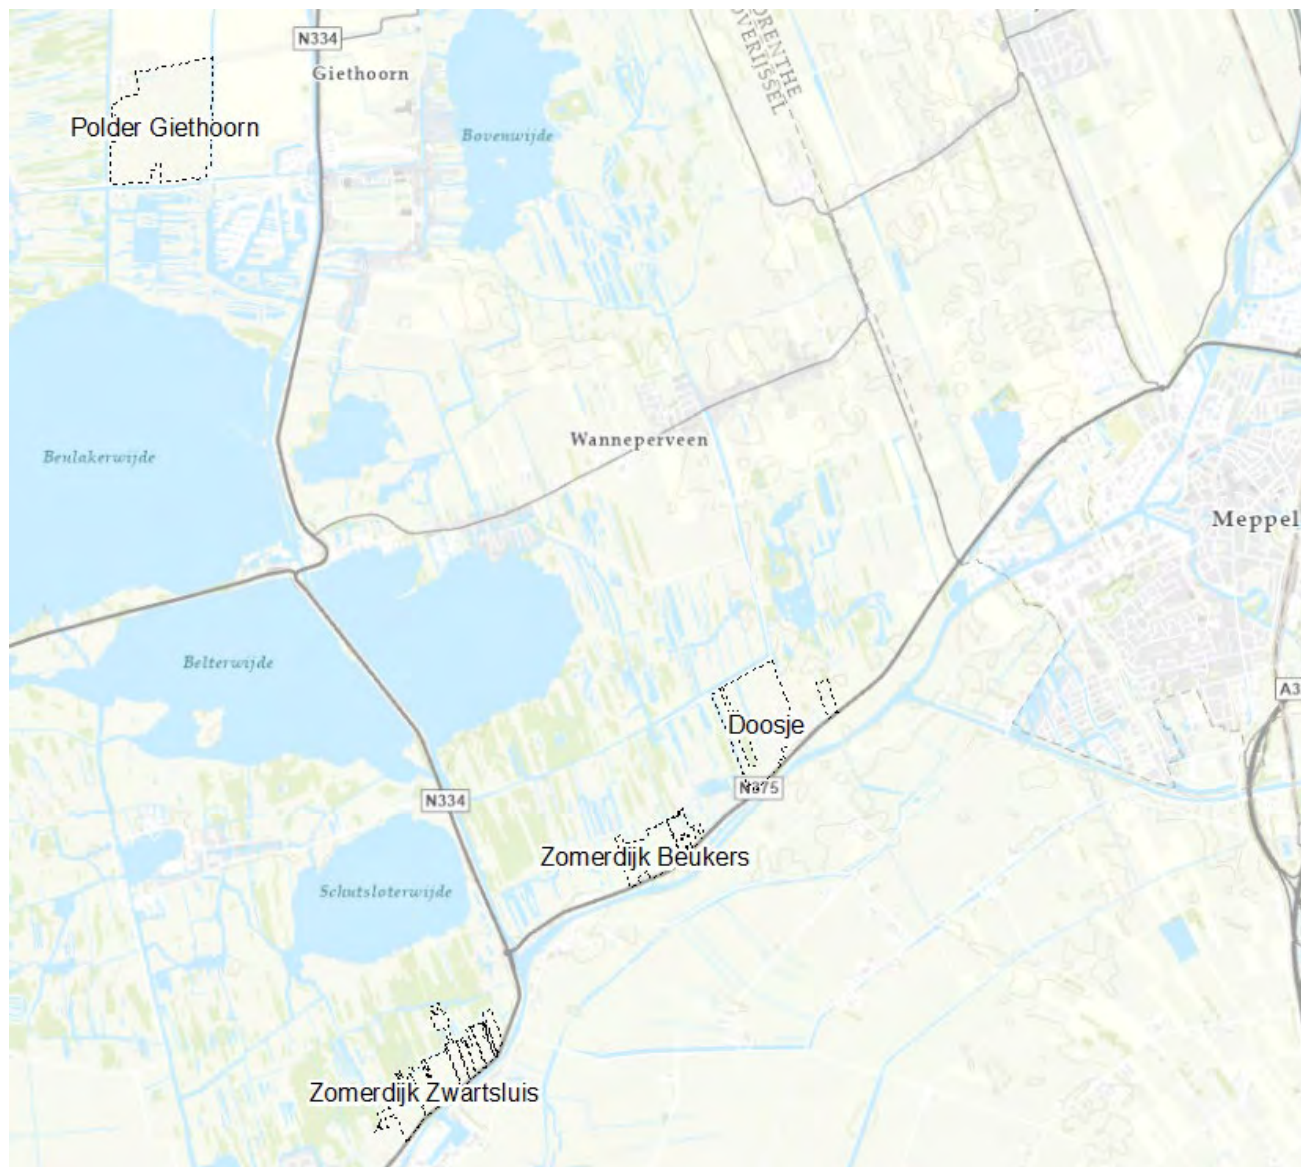 N334
Giethoorn
DRENTHE
OVERIJSSEL
Polder Giethoorn
Bovenwijde
Beulakerwijde
Wanneperveen
Meppel
Belterwijde
A3
Doosje
N375
N334
Zomerdijk Beukers
Schutsloterwijde
Zomerdijk Zwartsluis